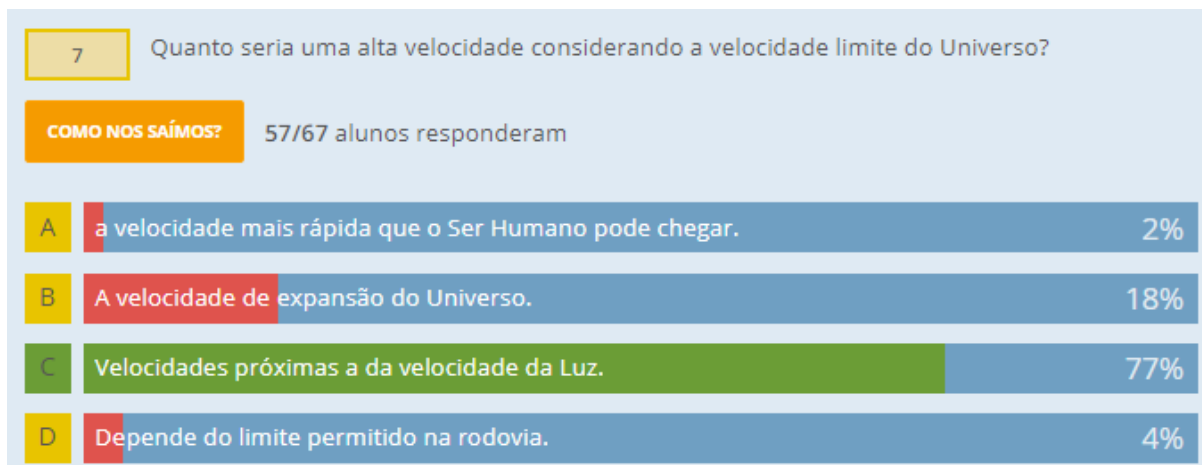 7 Quanto seria uma alta velocidade considerando a velocidade limite do Universo?
COMO NOS SAÍMOS? 57/67 alunos responderam
A a velocidade mais rápida que o Ser Humano pode chegar. 2%
B A velocidade de expansão do Universo. 18%
C Velocidades próximas a da velocidade da Luz. 77%
D Depende do limite permitido na rodovia. 4%